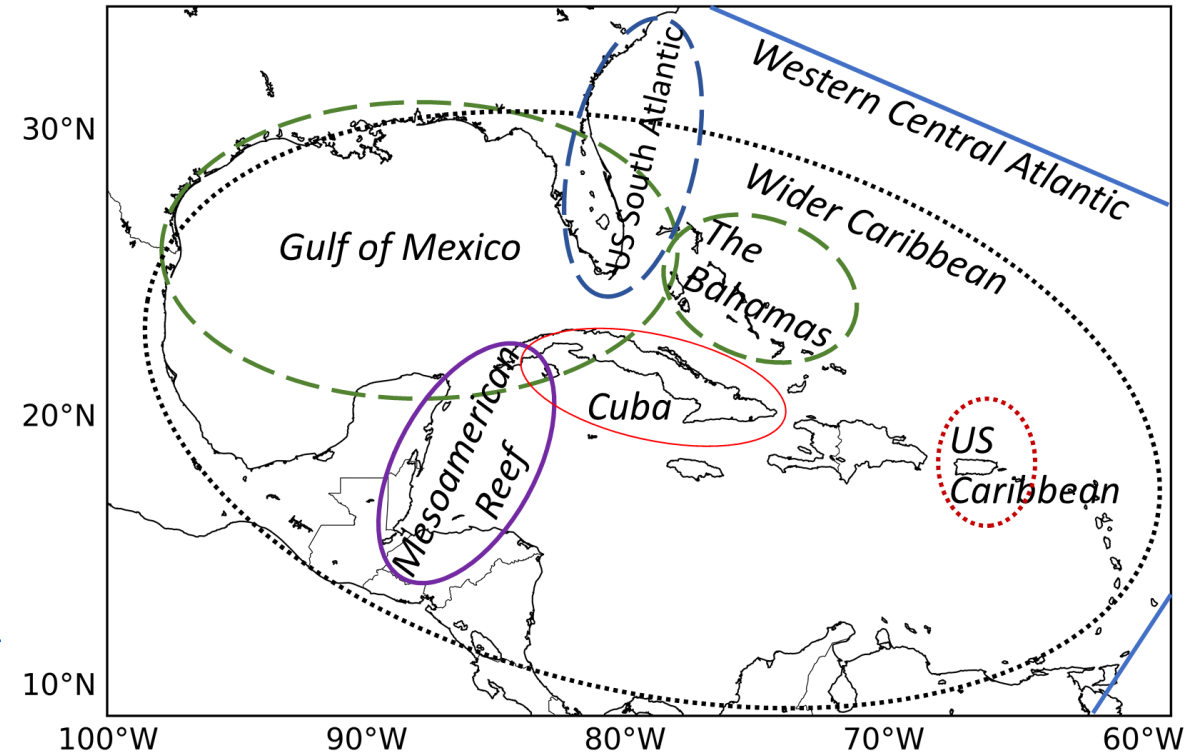 30°N
20°N
10°N
100°W
90°W
80°W
70°W
60°W
Western Central Atlantic
US South Atlantic
Wider Caribbean
Gulf of Mexico
The
Bahamas
Mesoamerican
Reef
Cuba
US
Caribbean